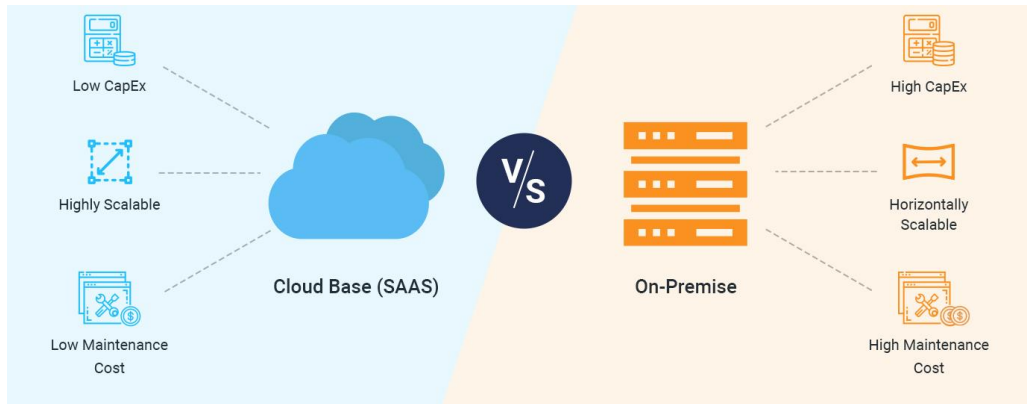 Low CapEx
Highly Scalable
Low Maintenance
Cost
Cloud Base (SAAS)
V/S
On-Premise
High CapEx
Horizontally
Scalable
High Maintenance
Cost